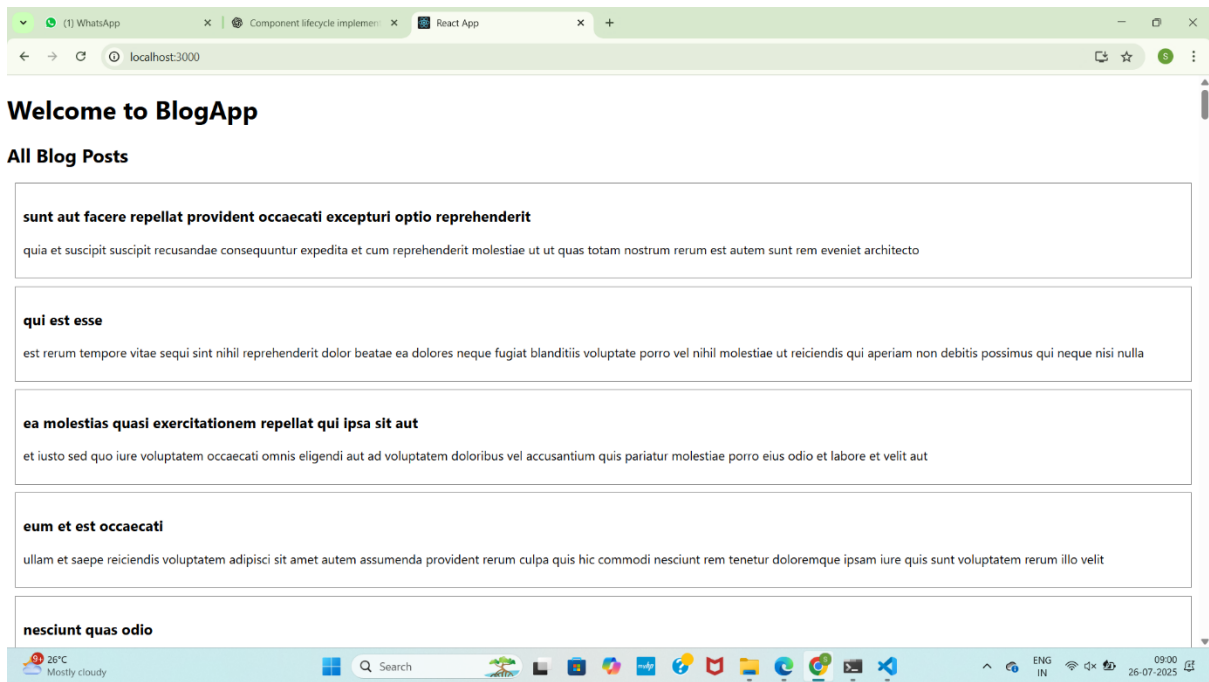 (1) WhatsApp
Component lifecycle implemen
React App
localhost:3000
S
Welcome to BlogApp
All Blog Posts
sunt aut facere repellat provident occaecati excepturi optio reprehenderit
quia et suscipit suscipit recusandae consequuntur expedita et cum reprehenderit molestiae ut ut quas totam nostrum rerum est autem sunt rem eveniet architecto
qui est esse
est rerum tempore vitae sequi sint nihil reprehenderit dolor beatae ea dolores neque fugiat blanditiis voluptate porro vel nihil molestiae ut reiciendis qui aperiam non debitis possimus qui neque nisi nulla
ea molestias quasi exercitationem repellat qui ipsa sit aut
et iusto sed quo iure voluptatem occaecati omnis eligendi aut ad voluptatem doloribus vel accusantium quis pariatur molestiae porro eius odio et labore et velit aut
eum et est occaecati
ullam et saepe reiciendis voluptatem adipisci sit amet autem assumenda provident rerum culpa quis hic commodi nesciunt rem tenetur doloremque ipsam iure quis sunt voluptatem rerum illo velit
nesciunt quas odio
9+
26°C
Mostly cloudy
Search
ENG
IN
09:00
26-07-2025